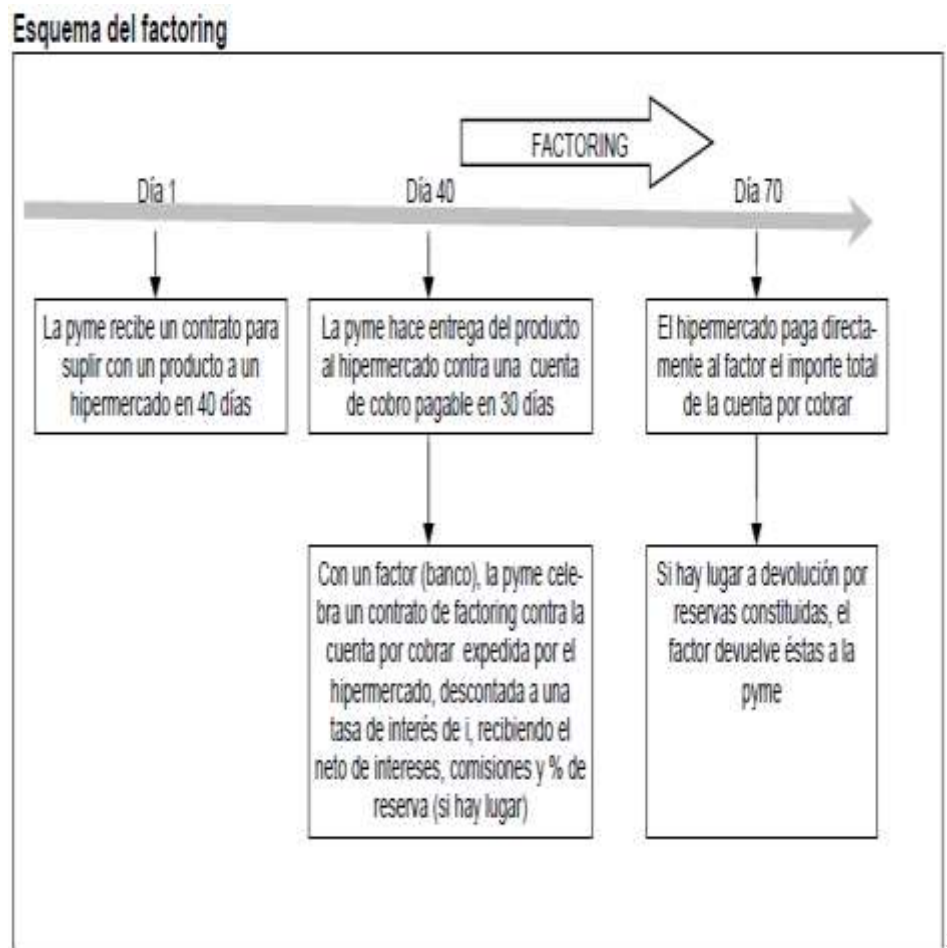 Esquema del factoring
FACTORING
Día 1
Día 40
Día 70
La pyme recibe un contrato para
suplir con un producto a un
hipermercado en 40 días
La pyme hace entrega del producto
al hipermercado contra una cuenta
de cobro pagable en 30 días
El hipermercado paga directa-
mente al factor el importe total
de la cuenta por cobrar
Con un factor (banco), la pyme cele-
bra un contrato de factoring contra la
cuenta por cobrar expedida por el
hipermercado, descontada a una
tasa de interés de i, recibiendo el
neto de intereses, comisiones y % de
reserva (si hay lugar)
Si hay lugar a devolución por
reservas constituidas, el
factor devuelve éstas a la
pyme